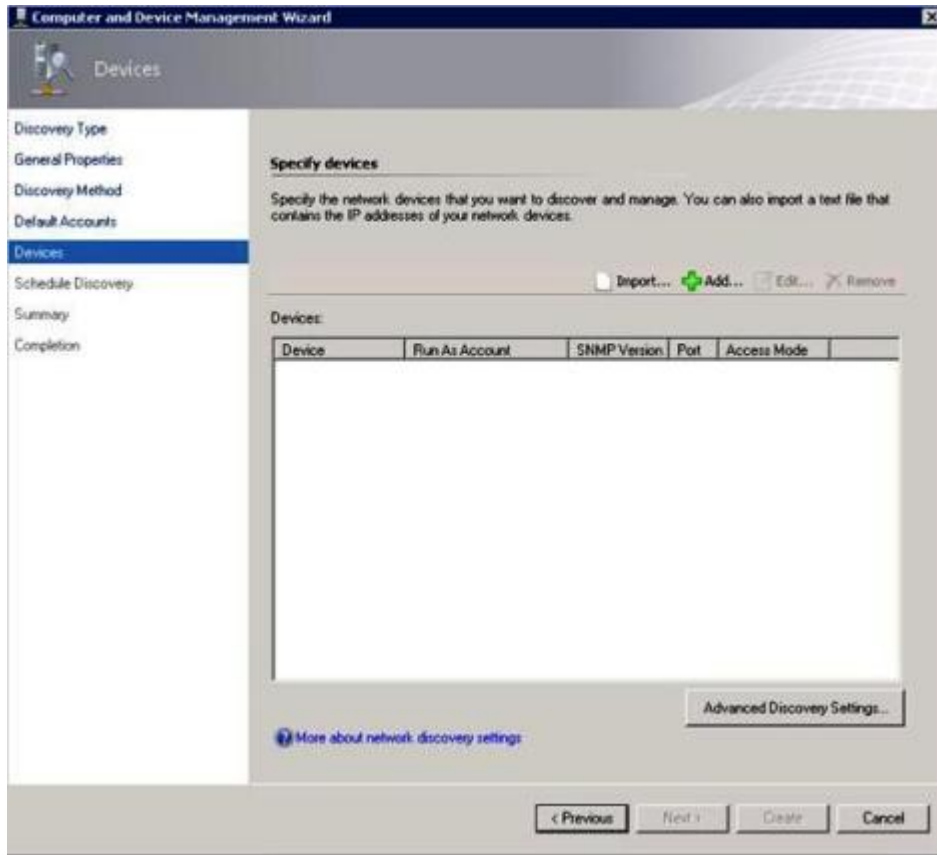 Computer and Device Management Wizard
Devices
Discovery Type
General Properties
Discovery Method
Default Accounts
Devices
Schedule Discovery
Summary
Completion
Specify devices
Specify the network devices that you want to discover and manage. You can also import a text file that
contains the IP addresses of your network devices.
Import... Add... Edit... Remove
Devices:
Device Run As Account SNMP Version Port Access Mode
Advanced Discovery Settings...
More about network discovery settings
< Previous Next > Create Cancel